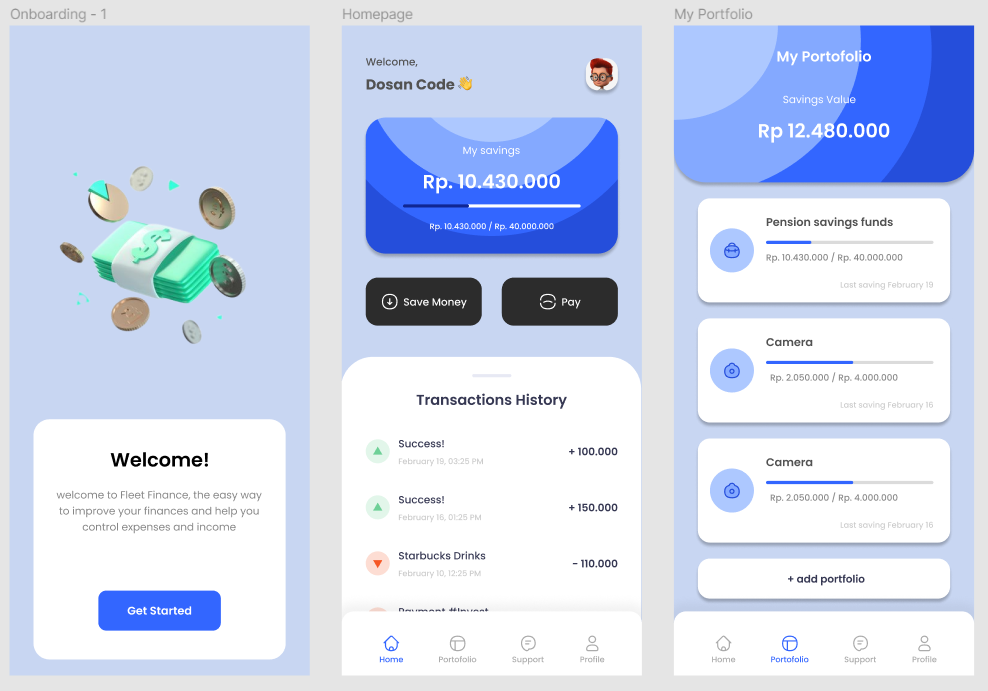 Onboarding - 1
Welcome!
welcome to Fleet Finance, the easy way
to improve your finances and help you
control expenses and income
Get Started
Homepage
Welcome,
Dosan Code 👋
My savings
Rp. 10.430.000
Rp. 10.430.000 / Rp. 40.000.000
Save Money
Pay
Transactions History
Success!
February 19, 03:25 PM
+ 100.000
Success!
February 16, 01:25 PM
+ 150.000
Starbucks Drinks
February 10, 12:25 PM
- 110.000
Payment #Invest
Home
Portofolio
Support
Profile
My Portfolio
My Portofolio
Savings Value
Rp 12.480.000
Pension savings funds
Rp. 10.430.000 / Rp. 40.000.000
Last saving February 19
Camera
Rp. 2.050.000 / Rp. 4.000.000
Last saving February 16
Camera
Rp. 2.050.000 / Rp. 4.000.000
Last saving February 16
+ add portfolio
Home
Portofolio
Support
Profile